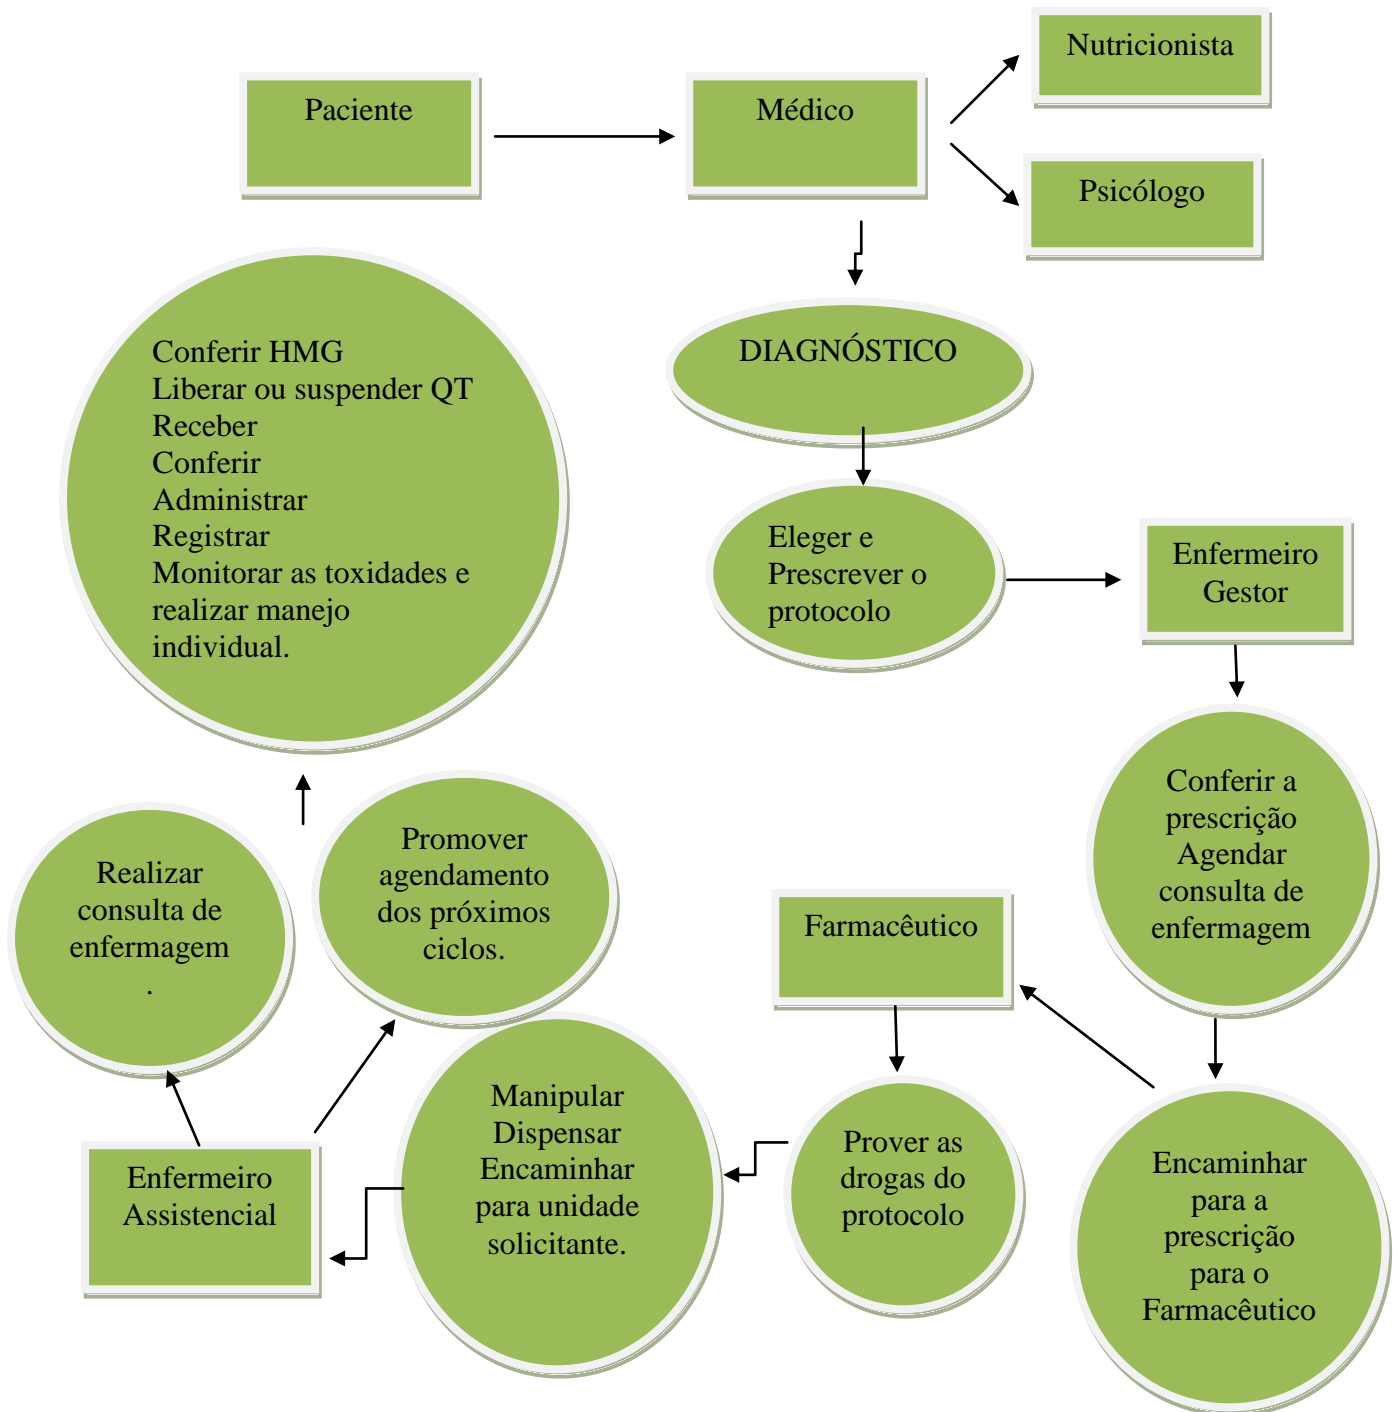 Paciente
Médico
Nutricionista
Psicólogo
DIAGNÓSTICO
Eleger e
Prescrever o
protocolo
Enfermeiro
Gestor
Conferir a
prescrição
Agendar
consulta de
enfermagem
Encaminhar
para a
prescrição
para o
Farmacêutico
Farmacêutico
Prover as
drogas do
protocolo
Manipular
Dispensar
Encaminhar
para unidade
solicitante.
Enfermeiro
Assistencial
Realizar
consulta de
enfermagem
.
Promover
agendamento
dos próximos
ciclos.
Conferir HMG
Liberar ou suspender QT
Receber
Conferir
Administrar
Registrar
Monitorar as toxidades e
realizar manejo
individual.